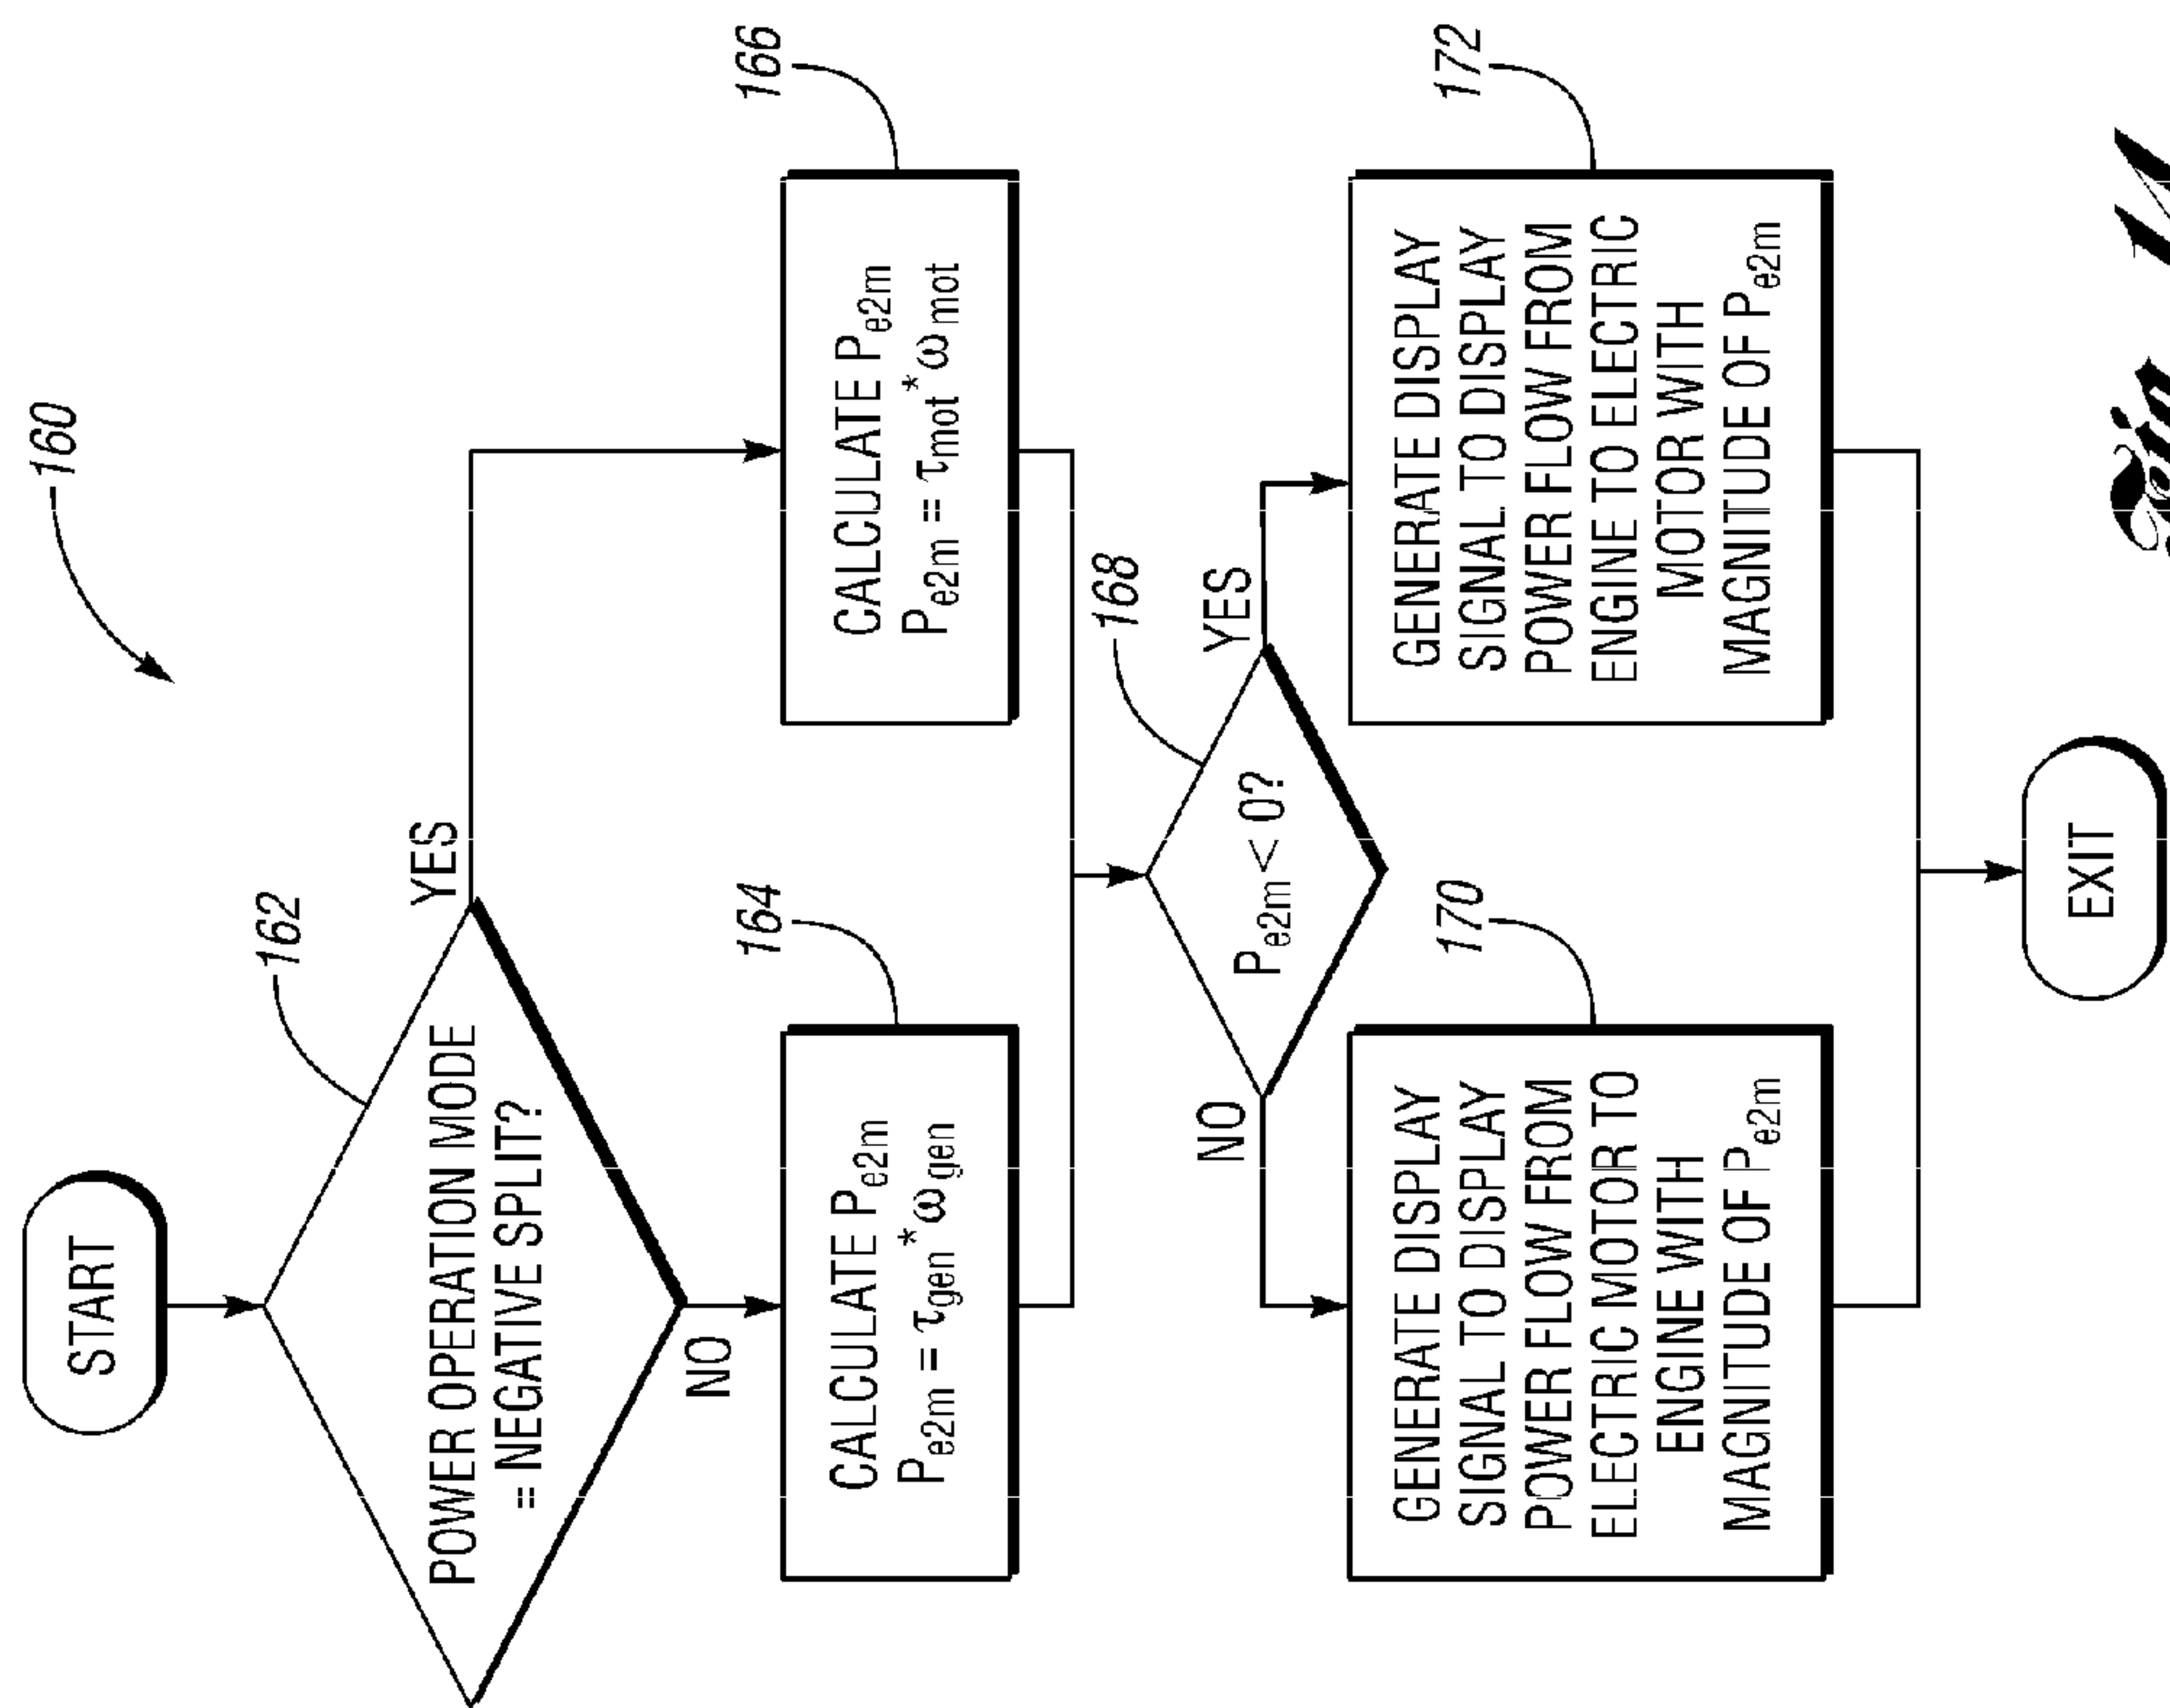 160
START
162
POWER OPERATION MODE
= NEGATIVE SPLIT?
YES
NO
164
CALCULATE Pe2m
Pe2m = τgen* ωgen
166
CALCULATE Pe2m
Pe2m = τmot* ωmot
168
Pe2m < 0?
NO
YES
170
GENERATE DISPLAY
SIGNAL TO DISPLAY
POWER FLOW FROM
ELECTRIC MOTOR TO
ENGINE WITH
MAGNITUDE OF Pe2m
172
GENERATE DISPLAY
SIGNAL TO DISPLAY
POWER FLOW FROM
ENGINE TO ELECTRIC
MOTOR WITH
MAGNITUDE OF Pe2m
EXIT